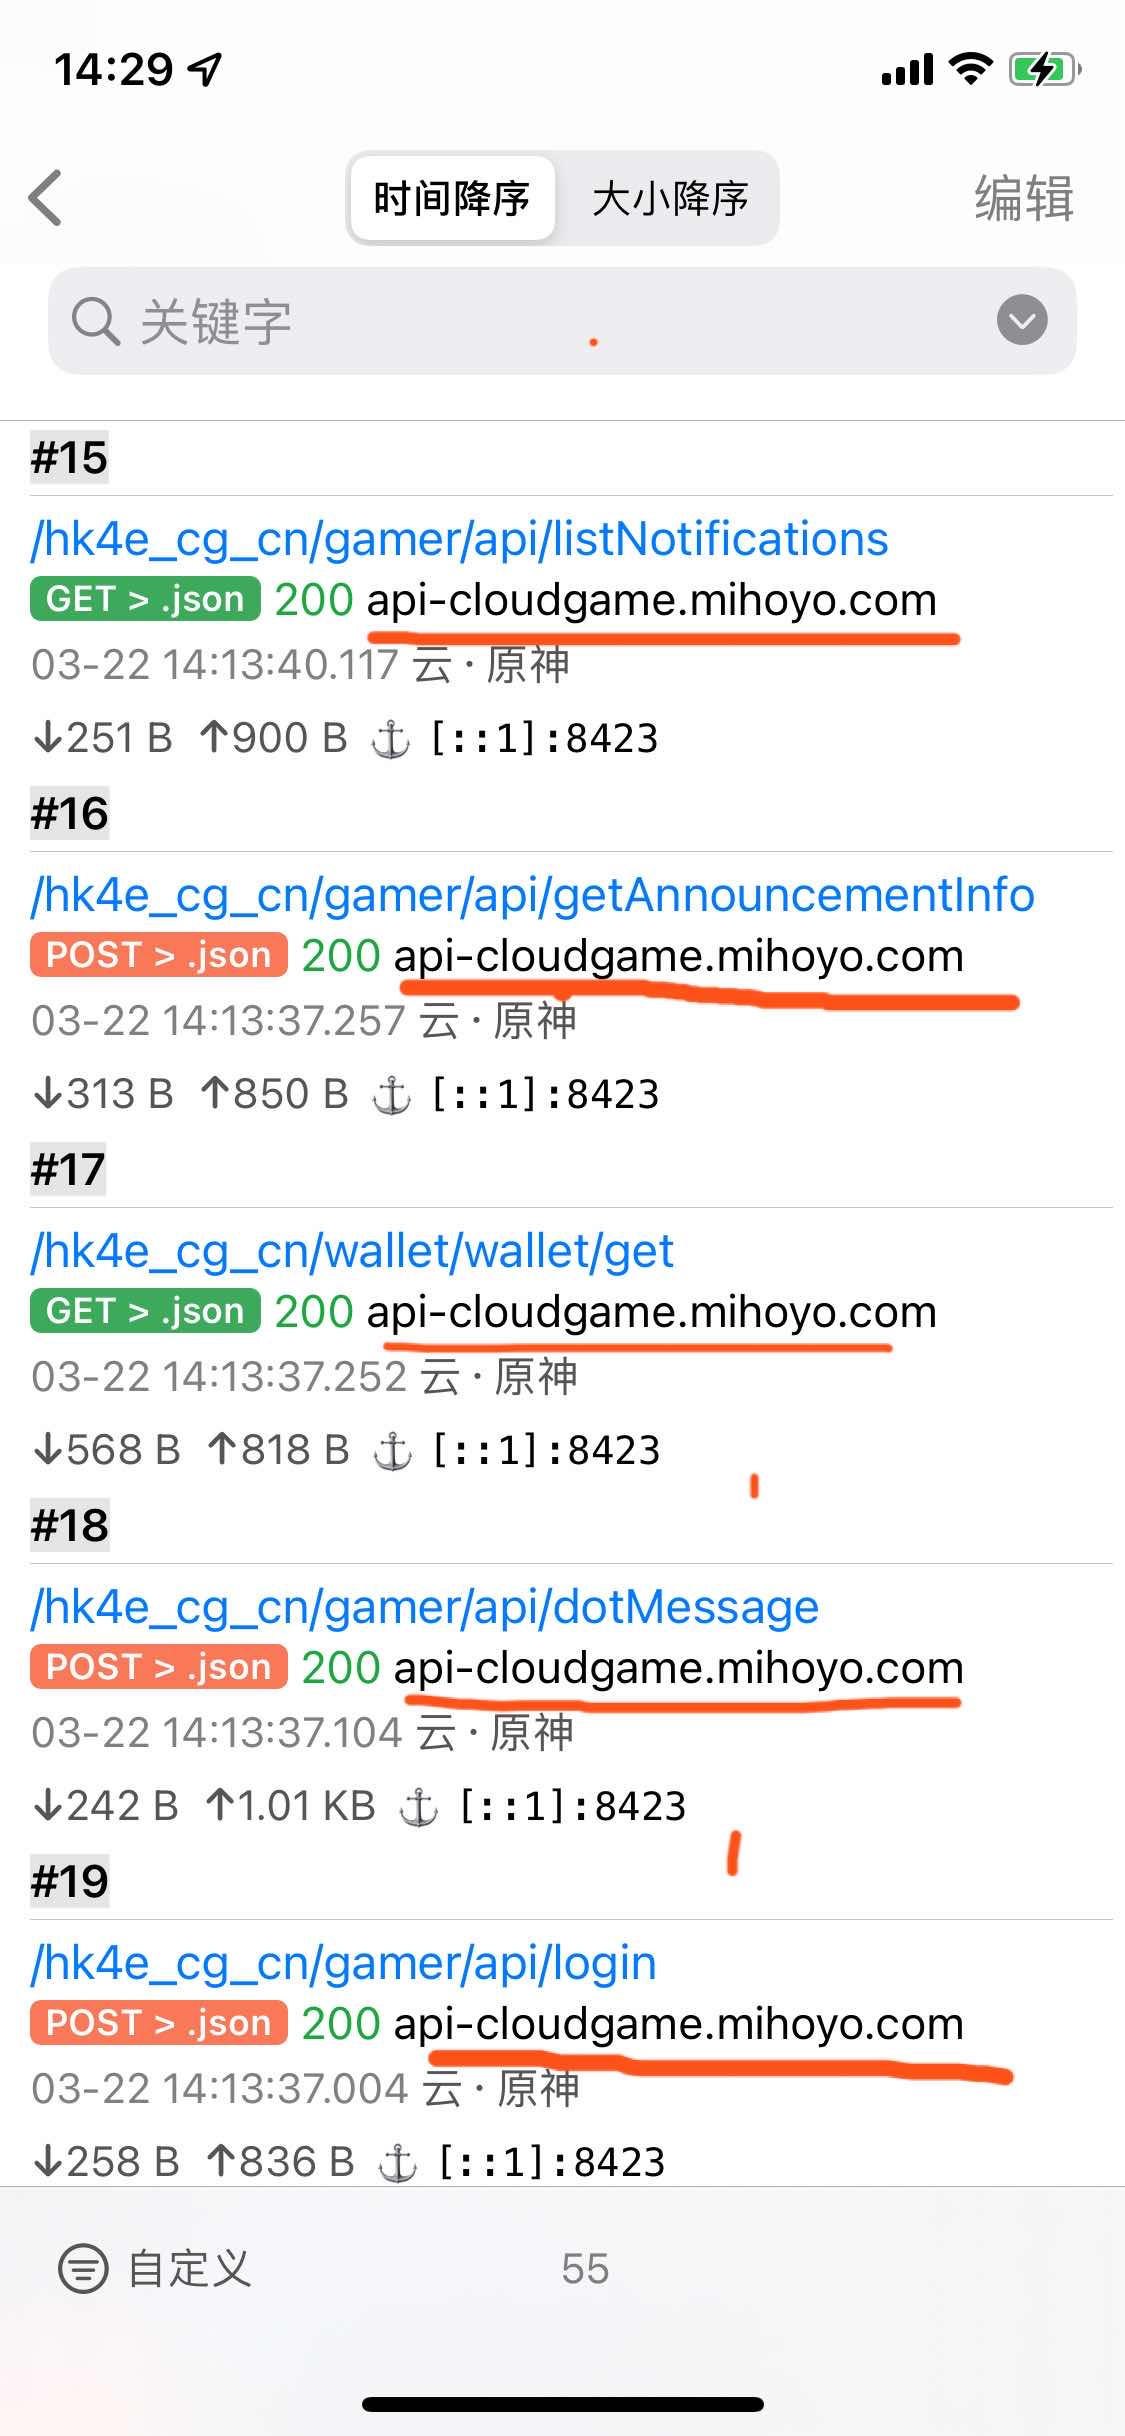 14:29
时间降序 大小降序 编辑
关键字
#15
/hk4e_cg_cn/gamer/api/listNotifications
GET > .json 200 api-cloudgame.mihoyo.com
03-22 14:13:40.117 云 · 原神
↓251 B ↑900 B ⚓ [::1]:8423
#16
/hk4e_cg_cn/gamer/api/getAnnouncementInfo
POST > .json 200 api-cloudgame.mihoyo.com
03-22 14:13:37.257 云 · 原神
↓313 B ↑850 B ⚓ [::1]:8423
#17
/hk4e_cg_cn/wallet/wallet/get
GET > .json 200 api-cloudgame.mihoyo.com
03-22 14:13:37.252 云 · 原神
↓568 B ↑818 B ⚓ [::1]:8423
#18
/hk4e_cg_cn/gamer/api/dotMessage
POST > .json 200 api-cloudgame.mihoyo.com
03-22 14:13:37.104 云 · 原神
↓242 B ↑1.01 KB ⚓ [::1]:8423
#19
/hk4e_cg_cn/gamer/api/login
POST > .json 200 api-cloudgame.mihoyo.com
03-22 14:13:37.004 云 · 原神
↓258 B ↑836 B ⚓ [::1]:8423
自定义 55